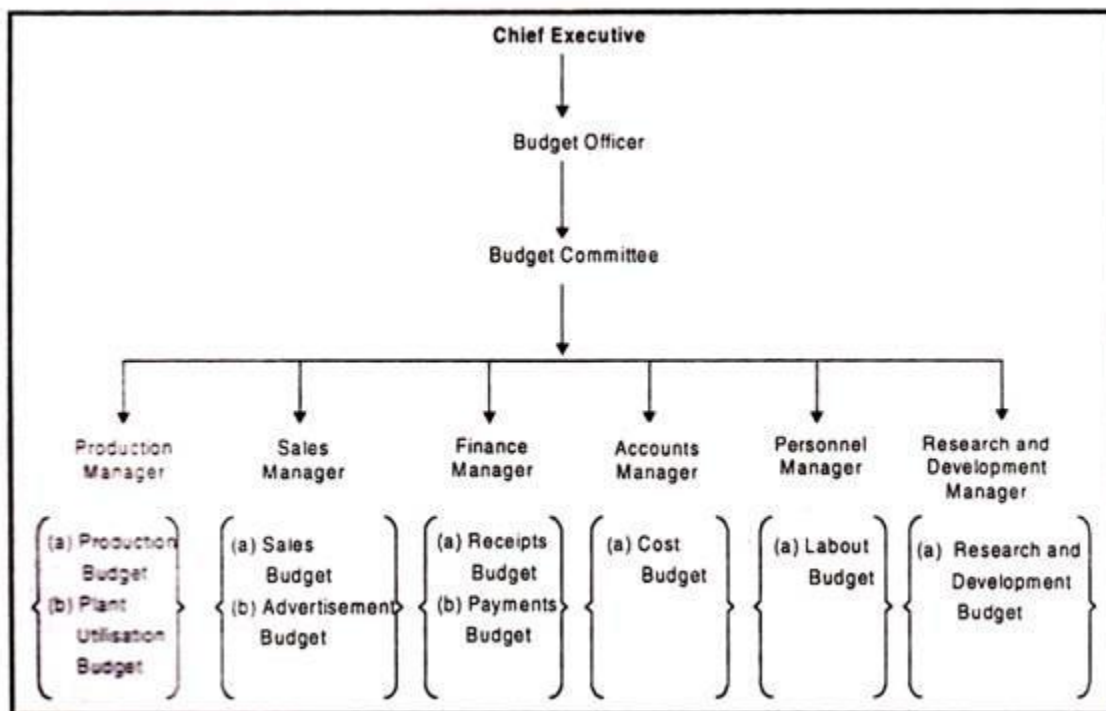 Chief Executive
Budget Officer
Budget Committee
Production
Manager
Sales
Manager
Finance
Manager
Accounts
Manager
Personnel
Manager
Research and
Development
Manager
(a) Production
Budget
(b) Plant
Utilisation
Budget
(a) Sales
Budget
(b) Advertisement
Budget
(a) Receipts
Budget
(b) Payments
Budget
(a) Cost
Budget
(a) Labout
Budget
(a) Research and
Development
Budget